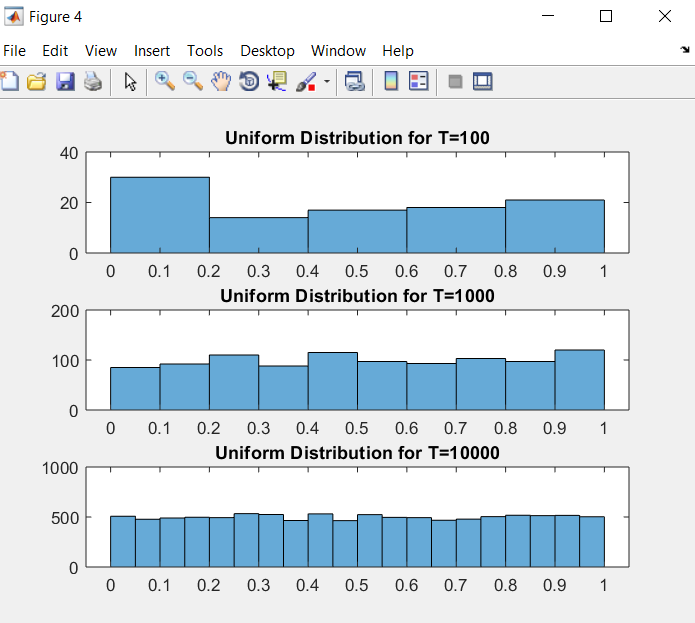 Figure 4
File Edit View Insert Tools Desktop Window Help
Uniform Distribution for T=100
40
20
0
0 0.1 0.2 0.3 0.4 0.5 0.6 0.7 0.8 0.9 1
Uniform Distribution for T=1000
200
100
0
0 0.1 0.2 0.3 0.4 0.5 0.6 0.7 0.8 0.9 1
Uniform Distribution for T=10000
1000
500
0
0 0.1 0.2 0.3 0.4 0.5 0.6 0.7 0.8 0.9 1